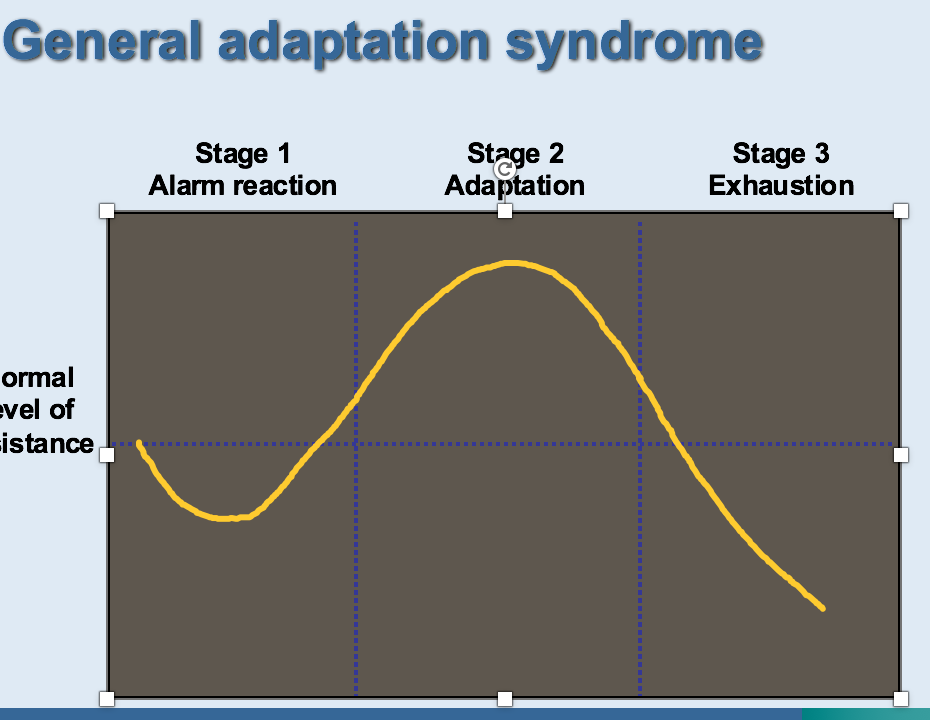 General adaptation syndrome
Stage 1
Alarm reaction
Stage 2
Adaptation
Stage 3
Exhaustion
ormal
evel of
sistance